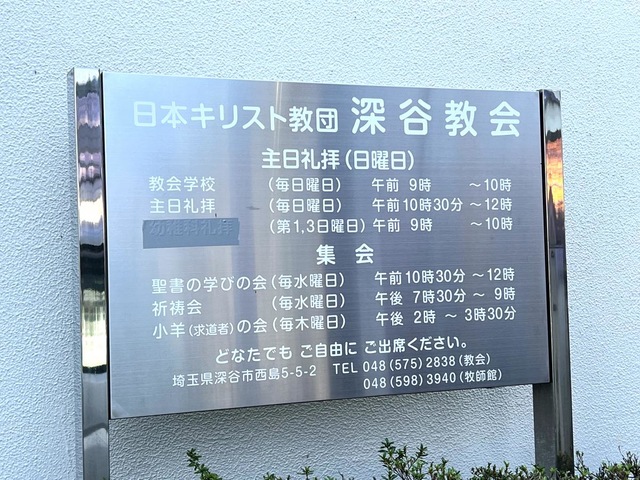 日本キリスト教団 深谷教会
主日礼拝(日曜日)
教会学校 (毎日曜日) 午前 9時 ～10時
主日礼拝 (毎日曜日) 午前10時30分 ～12時
幼稚科礼拝 (第1,3日曜日) 午前 9時 ～10時
集会
聖書の学びの会 (毎水曜日) 午前10時30分 ～12時
祈祷会 (毎水曜日) 午後 7時30分 ～ 9時
小羊(求道者)の会 (毎木曜日) 午後 2時 ～ 3時30分
どなたでも ご自由に ご出席ください。
埼玉県深谷市西島5-5-2 TEL 048(575)2838(教会)
048(598)3940(牧師館)